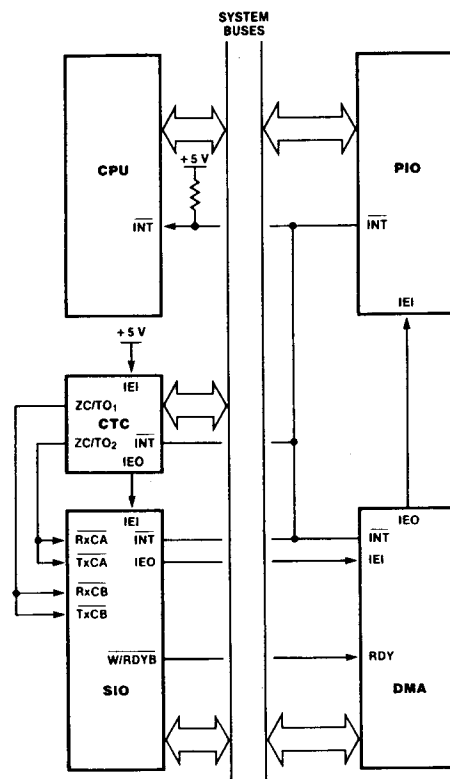 SYSTEM
BUSES
CPU
+5 V
INT
PIO
INT
IEI
+5 V
IEI
ZC/TO₁
CTC
ZC/TO₂
INT
IEO
IEI
RxCA
INT
TxCA
IEO
RxCB
TxCB
W/RDYB
SIO
IEO
INT
IEI
RDY
DMA